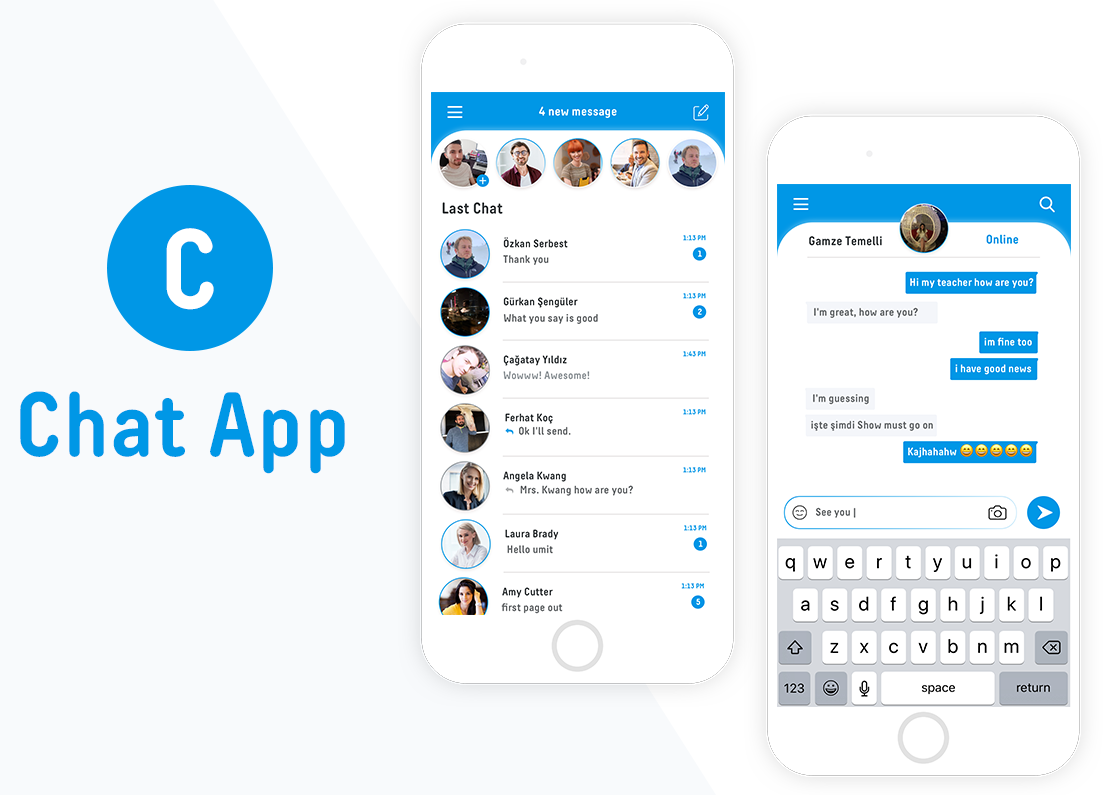 C
Chat App
4 new message
Last Chat
Özkan Serbest
1:13 PM
Thank you
1
Gürkan Şengüler
1:13 PM
What you say is good
2
Çağatay Yıldız
1:43 PM
Wowww! Awesome!
Ferhat Koç
1:13 PM
Ok I'll send.
Angela Kwang
1:13 PM
Mrs. Kwang how are you?
Laura Brady
1:13 PM
Hello umit
1
Amy Cutter
1:13 PM
first page out
5
Gamze Temelli
Online
Hi my teacher how are you?
I'm great, how are you?
im fine too
i have good news
I'm guessing
işte şimdi Show must go on
Kajhahahw 😄😄😄😄😄
See you |
q w e r t y u i o p
a s d f g h j k l
z x c v b n m
123 space return